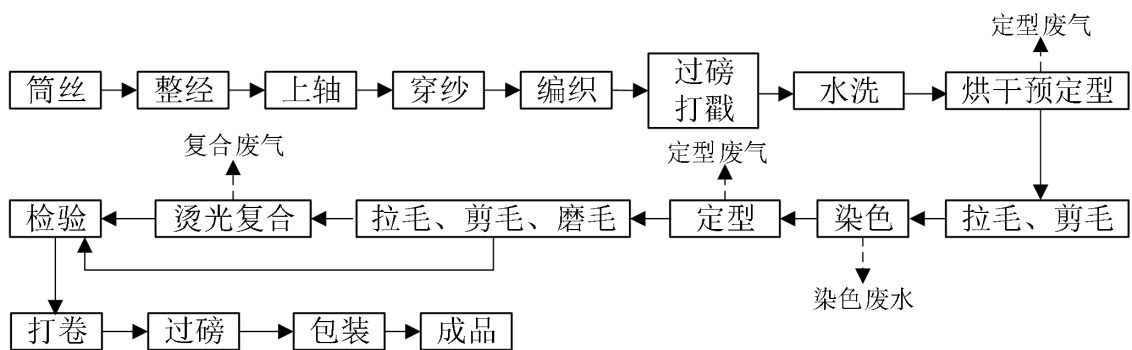 定型废气
筒丝
整经
上轴
穿纱
编织
过磅
打戳
水洗
烘干预定型
复合废气
定型废气
检验
烫光复合
拉毛、剪毛、磨毛
定型
染色
拉毛、剪毛
染色废水
打卷
过磅
包装
成品